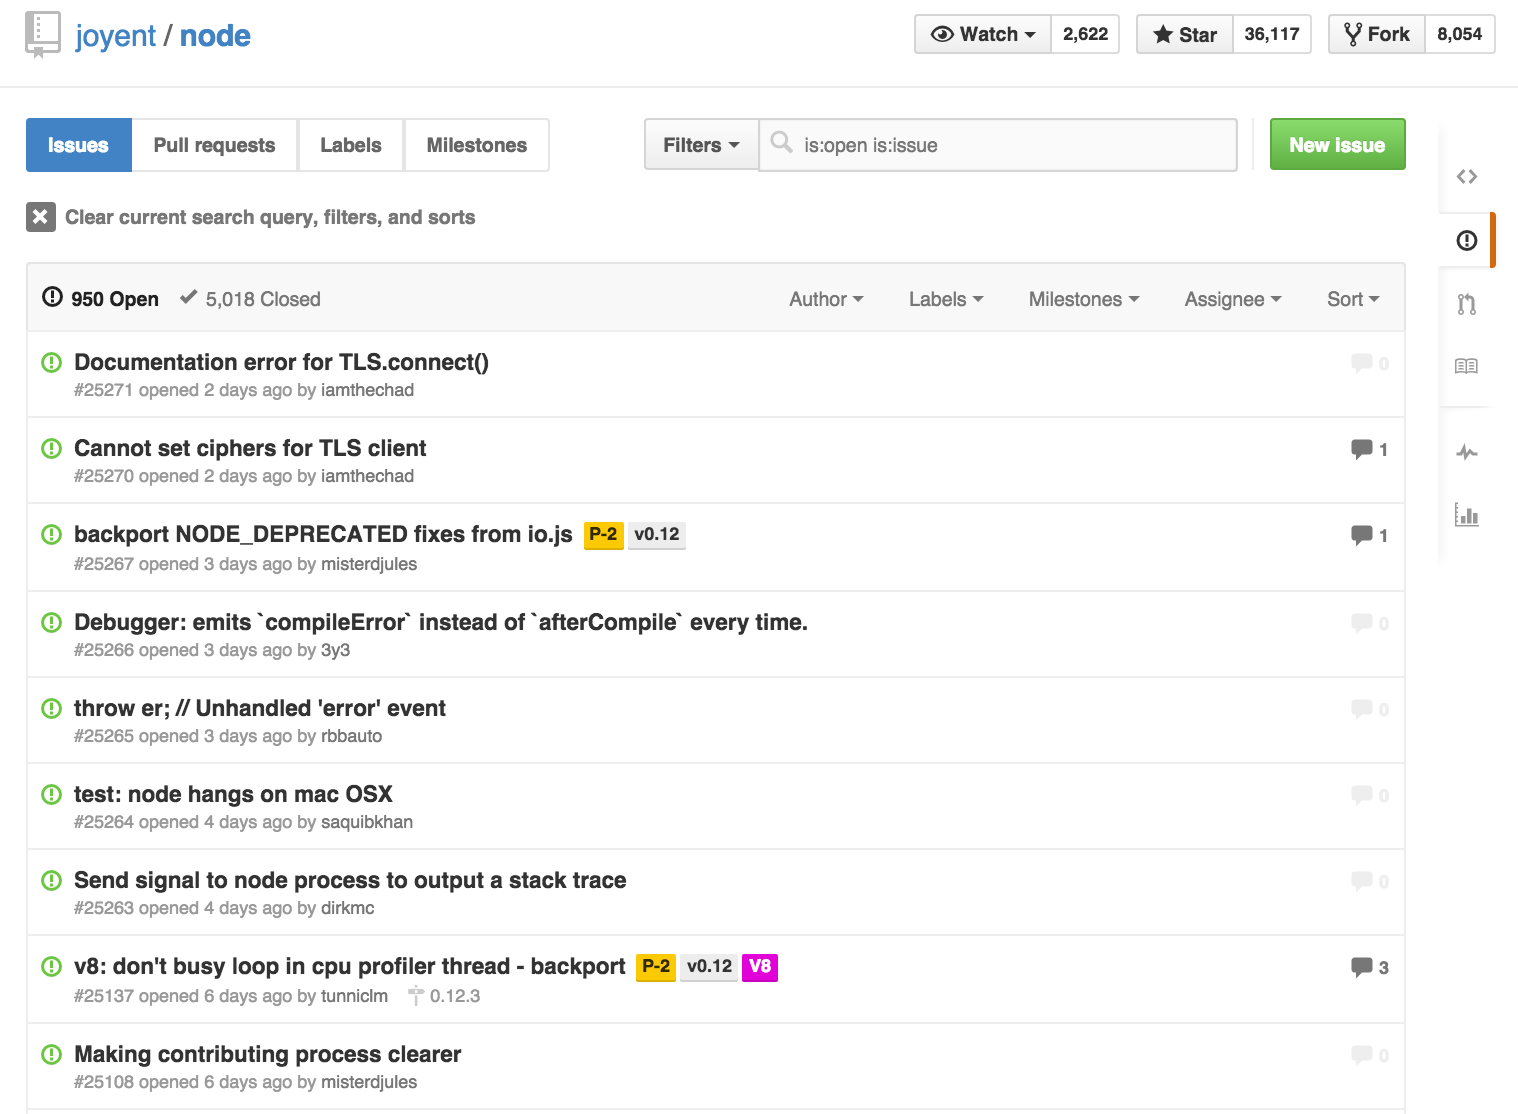 joyent / node
Watch 2,622 Star 36,117 Fork 8,054
Issues Pull requests Labels Milestones Filters is:open is:issue New issue
Clear current search query, filters, and sorts
950 Open 5,018 Closed Author Labels Milestones Assignee Sort
Documentation error for TLS.connect() 0
#25271 opened 2 days ago by iamthechad
Cannot set ciphers for TLS client 1
#25270 opened 2 days ago by iamthechad
backport NODE_DEPRECATED fixes from io.js P-2 v0.12 1
#25267 opened 3 days ago by misterdjules
Debugger: emits `compileError` instead of `afterCompile` every time. 0
#25266 opened 3 days ago by 3y3
throw er; // Unhandled 'error' event 0
#25265 opened 3 days ago by rbbauto
test: node hangs on mac OSX 0
#25264 opened 4 days ago by saquibkhan
Send signal to node process to output a stack trace 0
#25263 opened 4 days ago by dirkmc
v8: don't busy loop in cpu profiler thread - backport P-2 v0.12 V8 3
#25137 opened 6 days ago by tunniclm 0.12.3
Making contributing process clearer 0
#25108 opened 6 days ago by misterdjules